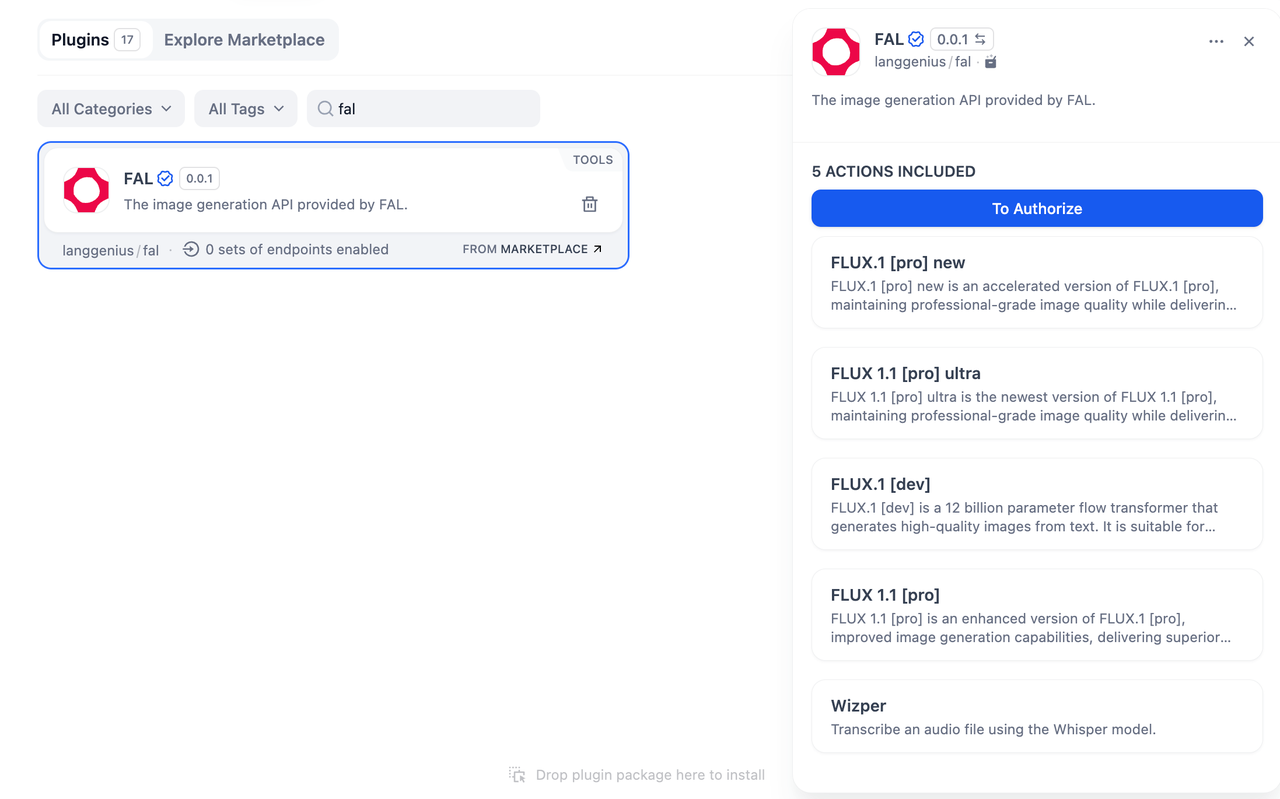 Plugins 17 Explore Marketplace
All Categories All Tags fal
TOOLS
FAL 0.0.1
The image generation API provided by FAL.
langgenius / fal · 0 sets of endpoints enabled FROM MARKETPLACE
Drop plugin package here to install
FAL 0.0.1
langgenius / fal ·
The image generation API provided by FAL.
5 ACTIONS INCLUDED
To Authorize
FLUX.1 [pro] new
FLUX.1 [pro] new is an accelerated version of FLUX.1 [pro],
maintaining professional-grade image quality while deliverin...
FLUX 1.1 [pro] ultra
FLUX 1.1 [pro] ultra is the newest version of FLUX 1.1 [pro],
maintaining professional-grade image quality while deliverin...
FLUX.1 [dev]
FLUX.1 [dev] is a 12 billion parameter flow transformer that
generates high-quality images from text. It is suitable for...
FLUX 1.1 [pro]
FLUX 1.1 [pro] is an enhanced version of FLUX.1 [pro],
improved image generation capabilities, delivering superior...
Wizper
Transcribe an audio file using the Whisper model.